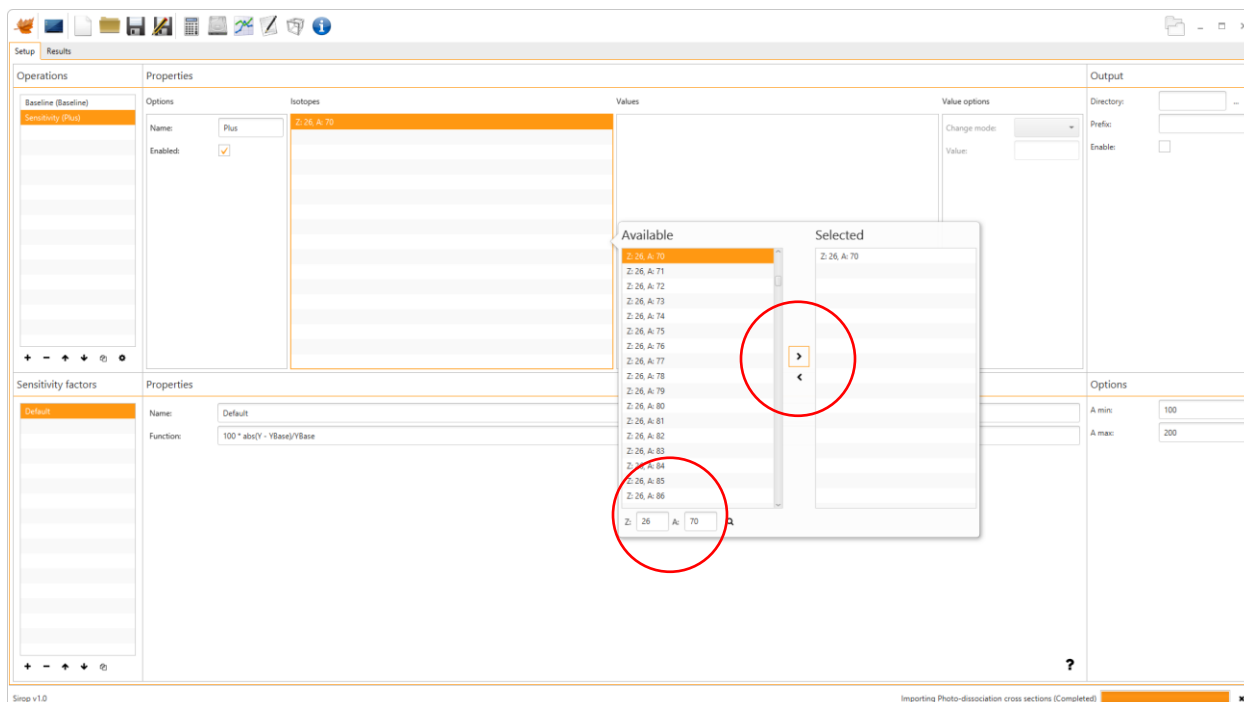 Setup Results
Operations
Properties
Output
Baseline (Baseline)
Sensitivity (Plus)
Options
Name: Plus
Enabled:
Isotopes
Z: 26, A: 70
Values
Value options
Change mode:
Value:
Directory: ...
Prefix:
Enable:
Available
Z: 26, A: 70
Z: 26, A: 71
Z: 26, A: 72
Z: 26, A: 73
Z: 26, A: 74
Z: 26, A: 75
Z: 26, A: 76
Z: 26, A: 77
Z: 26, A: 78
Z: 26, A: 79
Z: 26, A: 80
Z: 26, A: 81
Z: 26, A: 82
Z: 26, A: 83
Z: 26, A: 84
Z: 26, A: 85
Z: 26, A: 86
Z: 26 A: 70
Selected
Z: 26, A: 70
Sensitivity factors
Default
Properties
Name: Default
Function: 100 * abs(Y - YBase)/YBase
Options
A min: 100
A max: 200
?
Sirop v1.0
Importing Photo-dissociation cross sections (Completed)